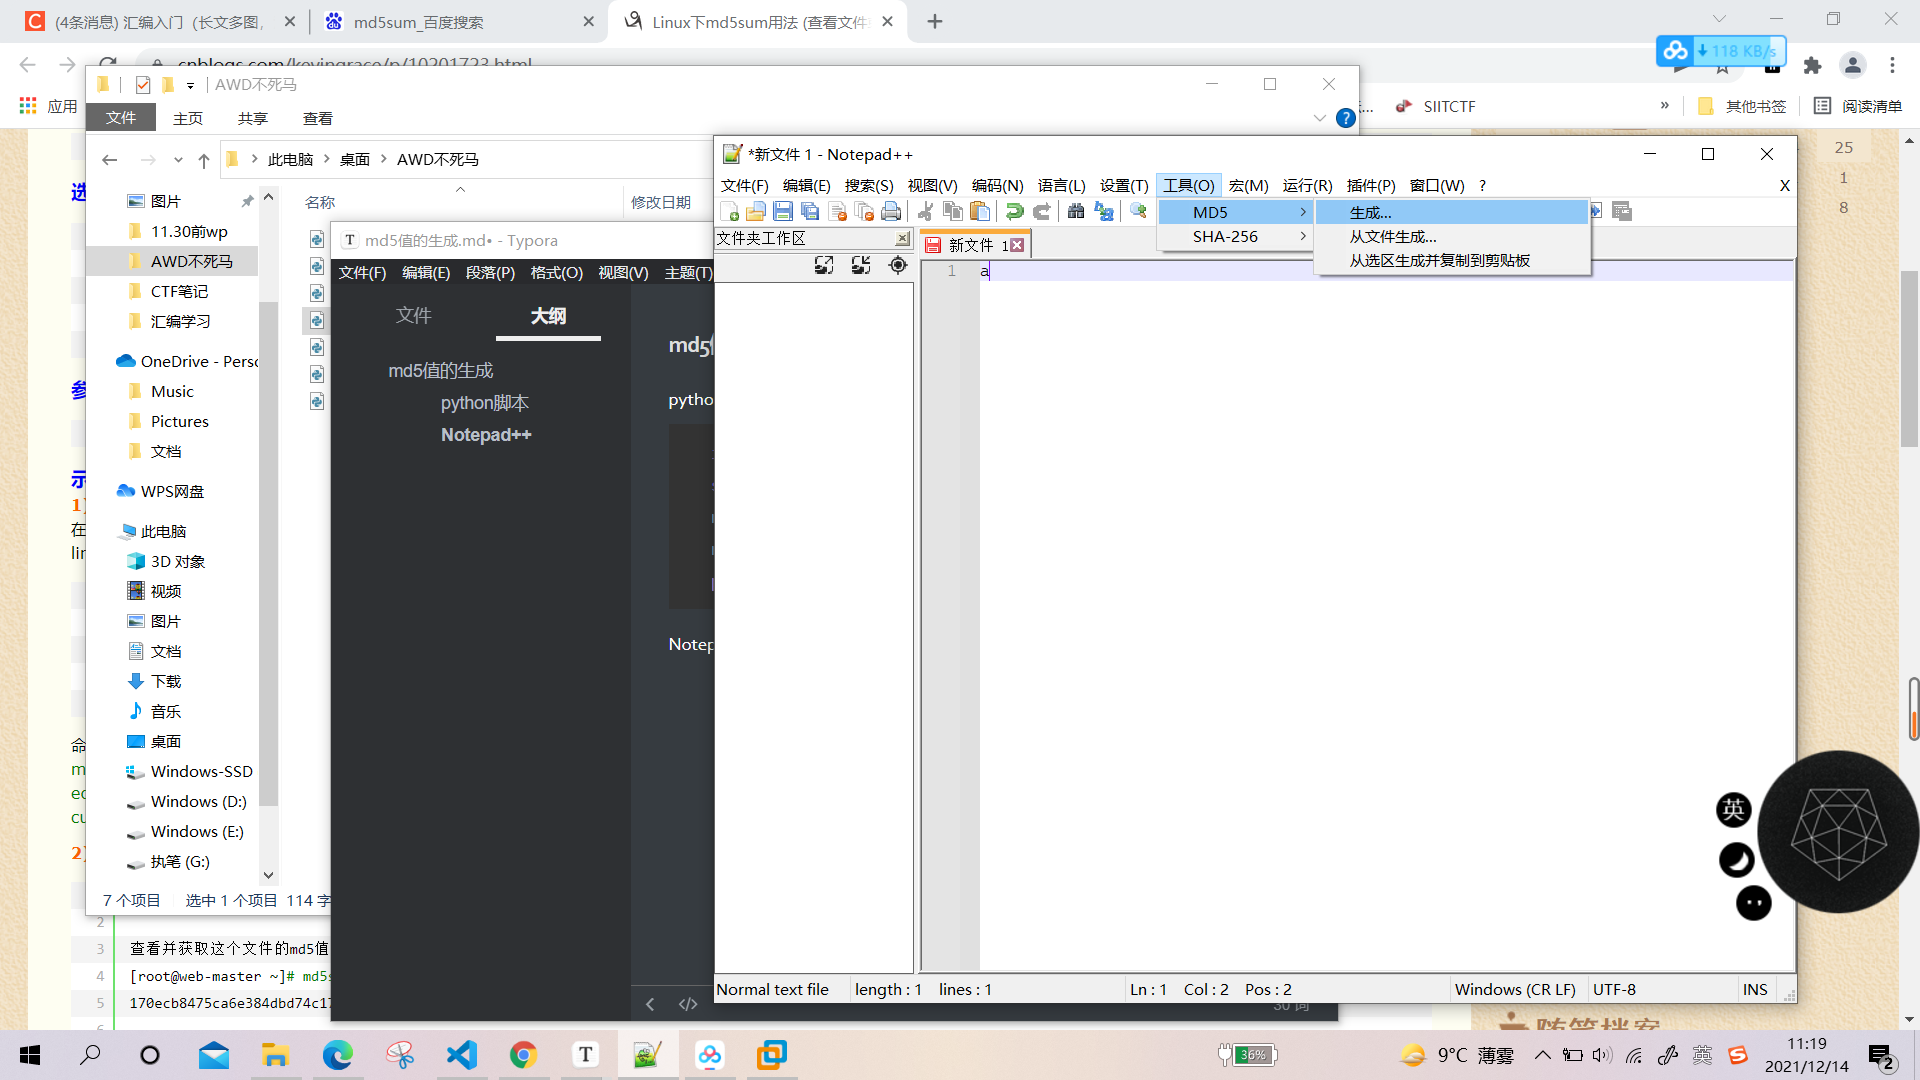 (4条消息) 汇编入门（长文多图,
md5sum_百度搜索
Linux下md5sum用法 (查看文件
cnblogs.com/kevingrace/p/10201723.html
118 KB/s
应用
SIITCTF
»
其他书签
阅读清单
AWD不死马
文件 主页 共享 查看
此电脑 桌面 AWD不死马
名称 修改日期
图片
11.30前wp
AWD不死马
CTF笔记
汇编学习
OneDrive - Perso
Music
Pictures
文档
WPS网盘
此电脑
3D 对象
视频
图片
文档
下载
音乐
桌面
Windows-SSD
Windows (D:)
Windows (E:)
执笔 (G:)
7 个项目 选中 1 个项目 114 字
md5值的生成.md• - Typora
文件(F) 编辑(E) 段落(P) 格式(O) 视图(V) 主题(T)
文件 大纲
md5值的生成
python脚本
Notepad++
pytho
Notep
*新文件 1 - Notepad++
文件(F) 编辑(E) 搜索(S) 视图(V) 编码(N) 语言(L) 设置(T) 工具(O) 宏(M) 运行(R) 插件(P) 窗口(W) ? X
MD5
SHA-256
生成...
从文件生成...
从选区生成并复制到剪贴板
文件夹工作区
新文件 1
1 a
Normal text file length : 1 lines : 1 Ln : 1 Col : 2 Pos : 2 Windows (CR LF) UTF-8 INS
25
1
8
1)
在
lin
命
2)
2
3 查看并获取这个文件的md5值
4 [root@web-master ~]# md5s
5 170ecb8475ca6e384dbd74c17
6
30 词
随笔档案
英
36%
9°C 薄雾
英
11:19
2021/12/14
2